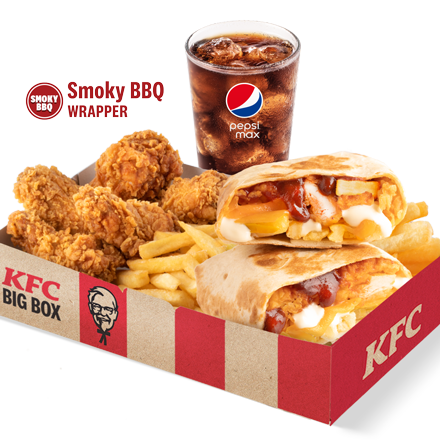 SMOKY
BBQ
Smoky BBQ
WRAPPER
pepsi
max
KFC
BIG BOX
KFC